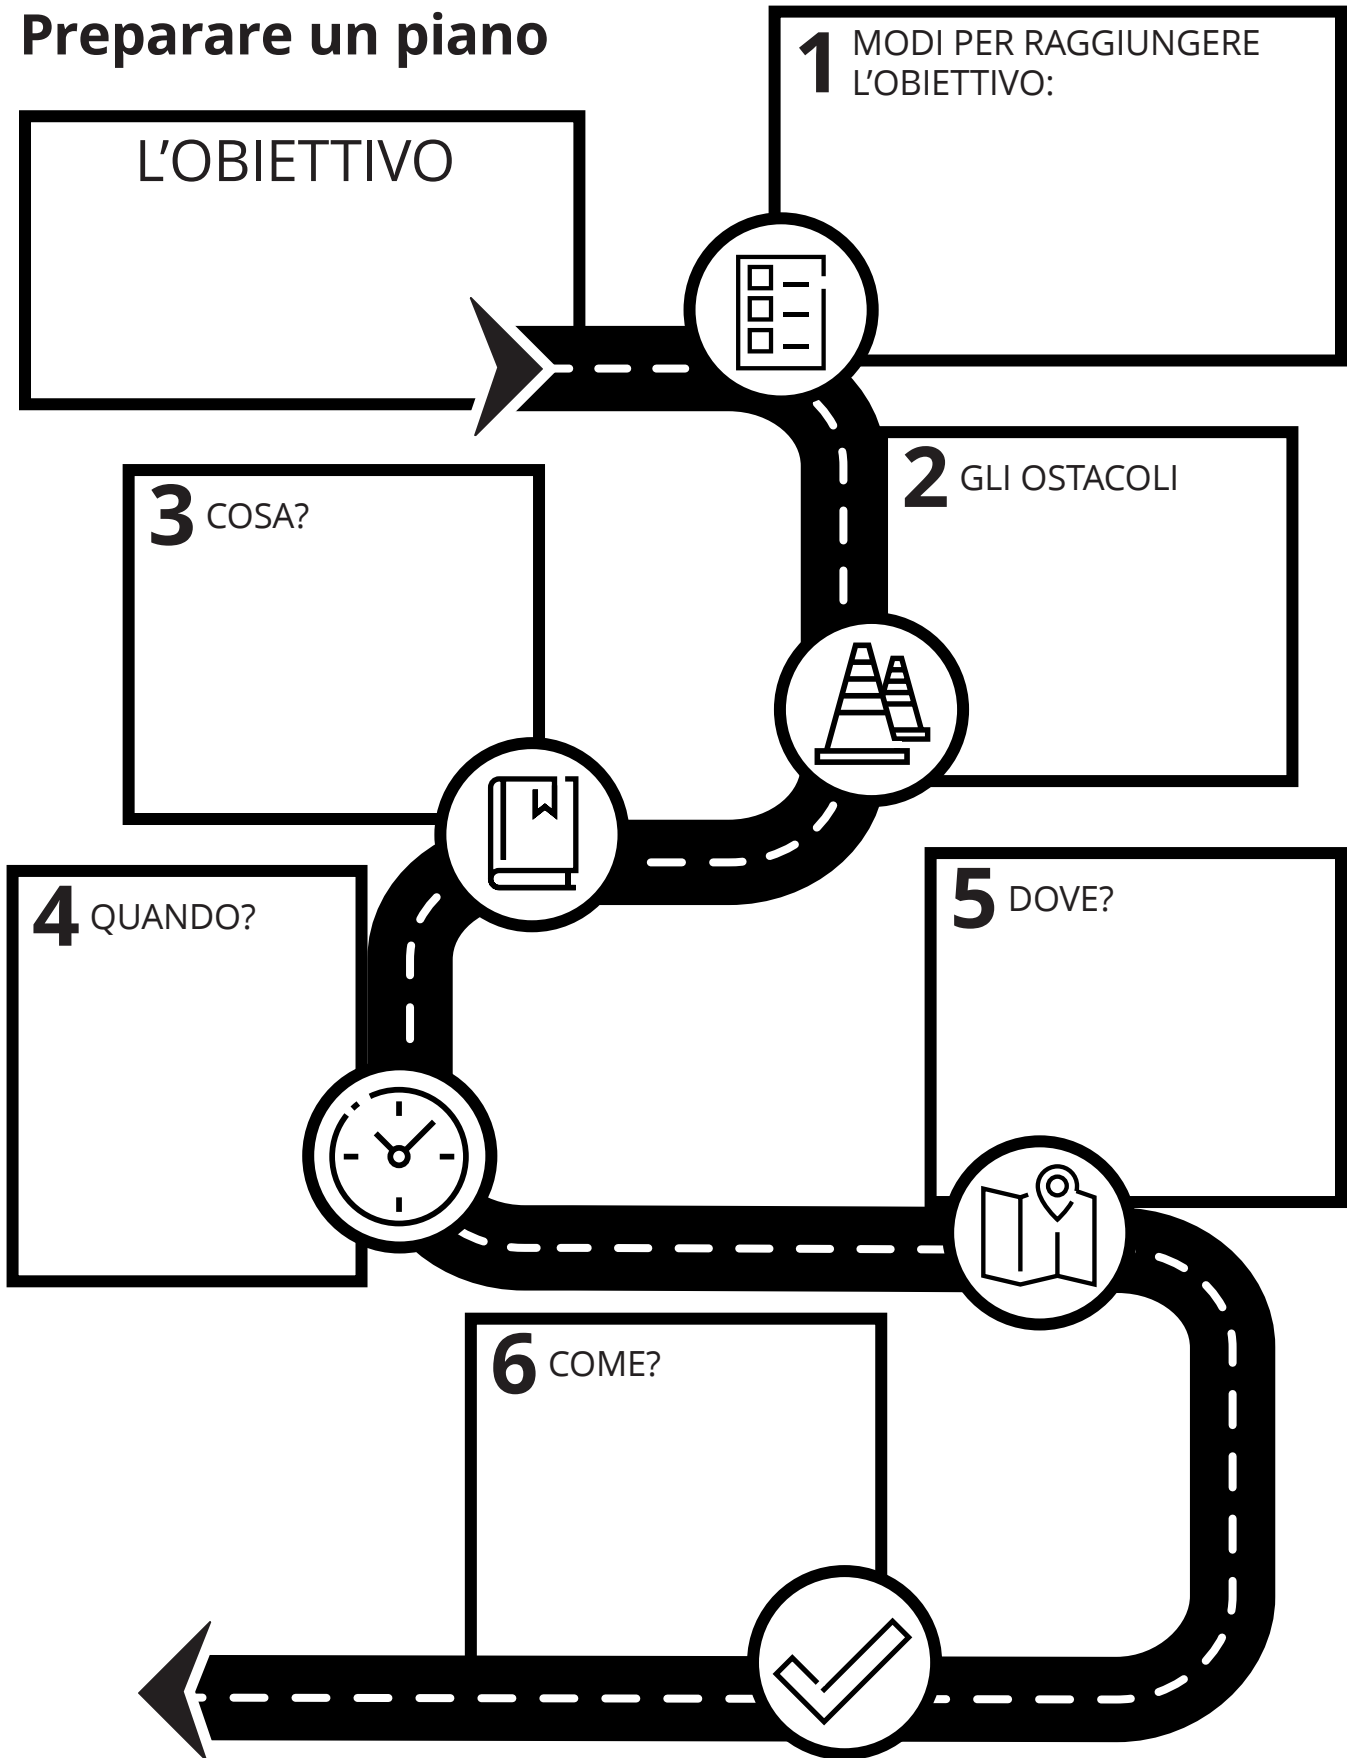 Preparare un piano
L’OBIETTIVO
1 MODI PER RAGGIUNGERE
L’OBIETTIVO:
2 GLI OSTACOLI
3 COSA?
4 QUANDO?
5 DOVE?
6 COME?